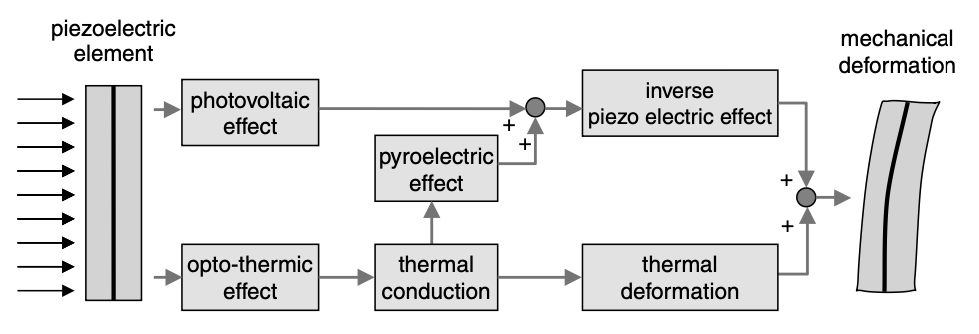 piezoelectric
element
mechanical
deformation
photovoltaic
effect
+
+
inverse
piezo electric effect
pyroelectric
effect
+
+
opto-thermic
effect
thermal
conduction
thermal
deformation